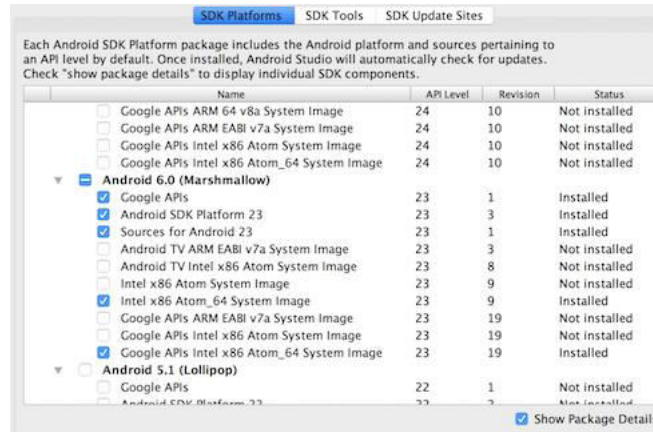 SDK Platforms SDK Tools SDK Update Sites
Each Android SDK Platform package includes the Android platform and sources pertaining to
an API level by default. Once installed, Android Studio will automatically check for updates.
Check "show package details" to display individual SDK components.
Name API Level Revision Status
Google APIs ARM 64 v8a System Image 24 10 Not installed
Google APIs ARM EABI v7a System Image 24 10 Not installed
Google APIs Intel x86 Atom System Image 24 10 Not installed
Google APIs Intel x86 Atom_64 System Image 24 10 Not installed
Android 6.0 (Marshmallow)
Google APIs 23 1 Installed
Android SDK Platform 23 23 3 Installed
Sources for Android 23 23 1 Installed
Android TV ARM EABI v7a System Image 23 3 Not installed
Android TV Intel x86 Atom System Image 23 8 Not installed
Intel x86 Atom System Image 23 9 Not installed
Intel x86 Atom_64 System Image 23 9 Installed
Google APIs ARM EABI v7a System Image 23 19 Not installed
Google APIs Intel x86 Atom System Image 23 19 Not installed
Google APIs Intel x86 Atom_64 System Image 23 19 Installed
Android 5.1 (Lollipop)
Google APIs 22 1 Not installed
Android SDK Platform 22 22 2 Not installed
Show Package Detail